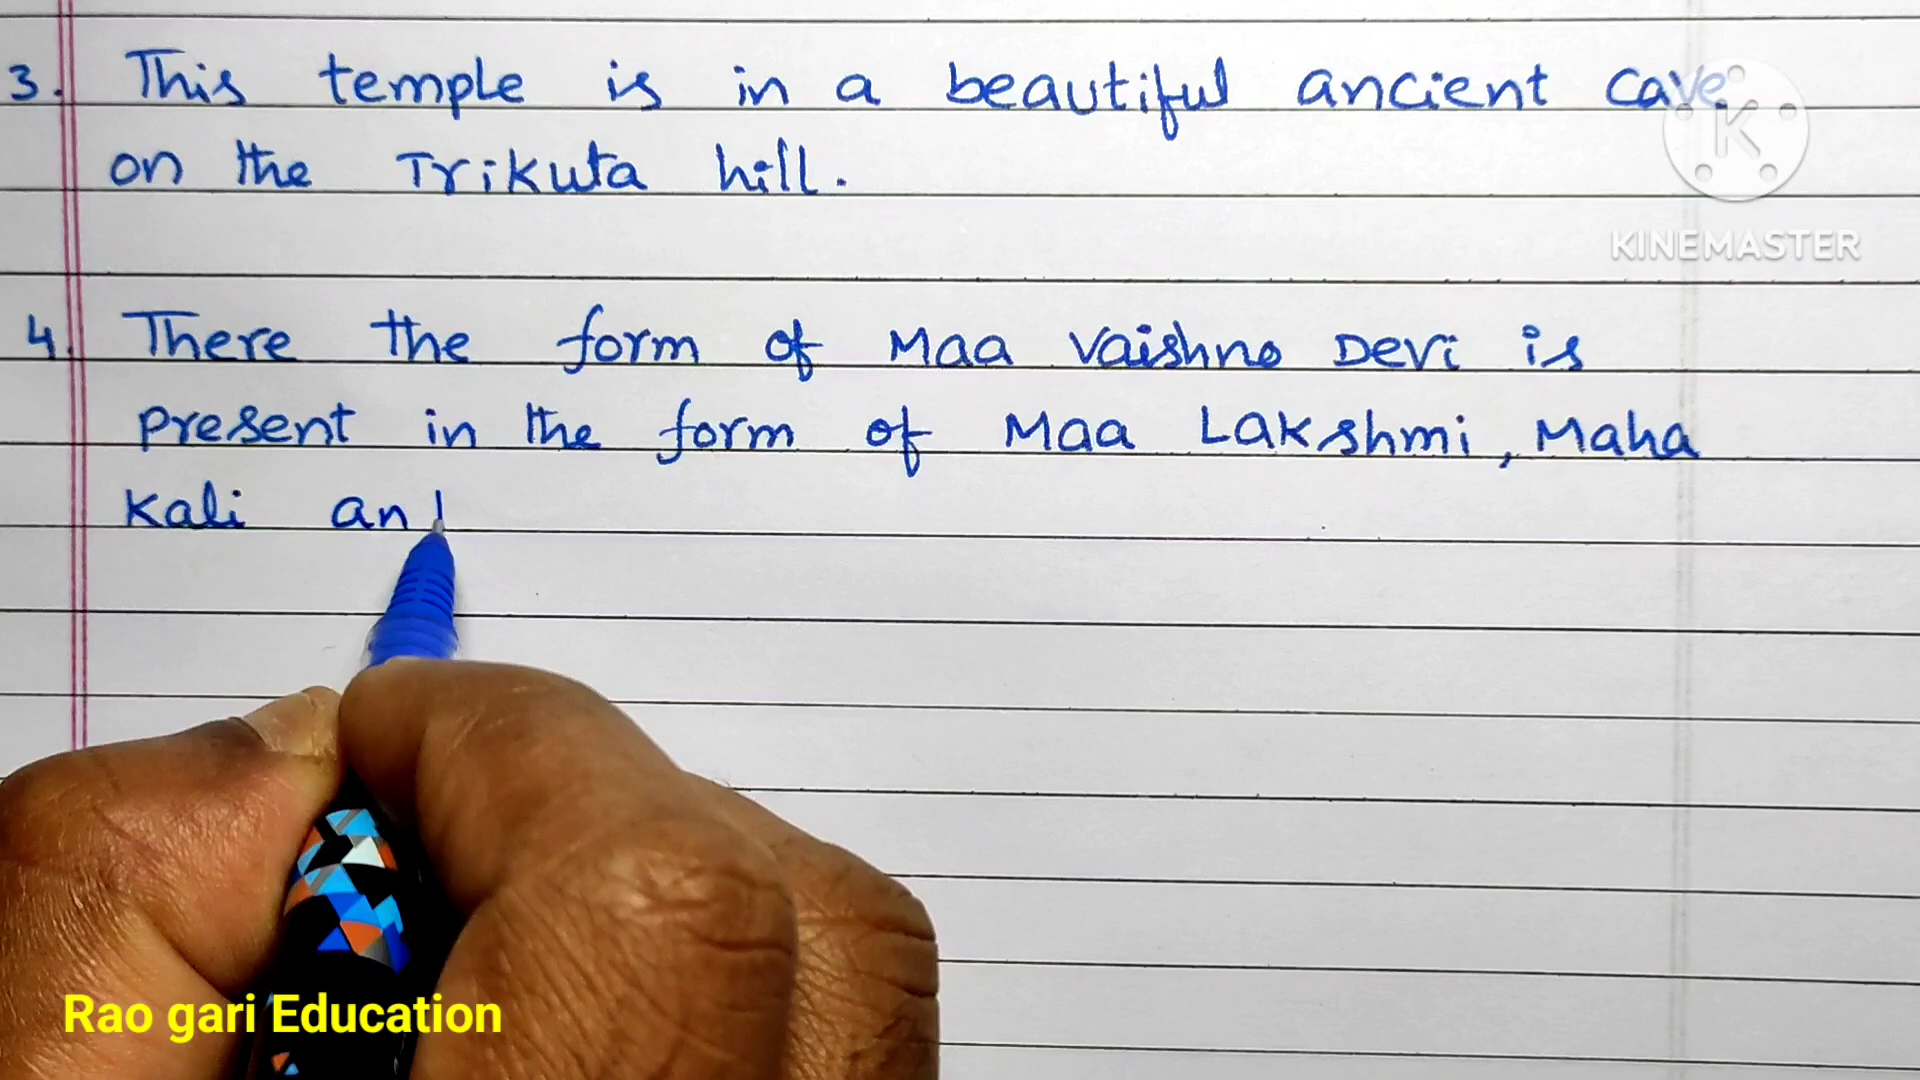 3. This temple is in a beautiful ancient cave
on the Trikuta hill.
KINEMASTER
4. There the form of Maa Vaishno Devi is
present in the form of Maa Lakshmi, Maha
Kali an
Rao gari Education